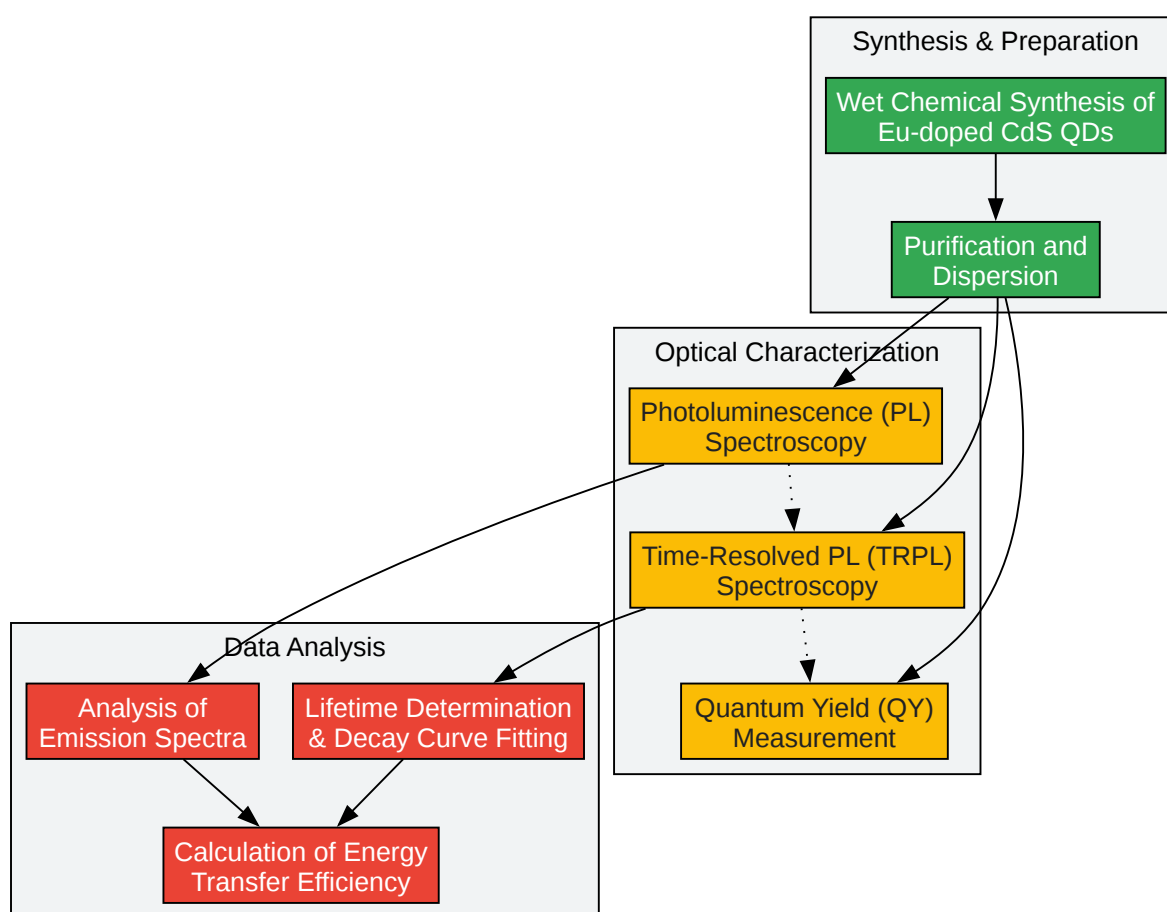 Synthesis & Preparation
Wet Chemical Synthesis of
Eu-doped CdS QDs
Purification and
Dispersion
Optical Characterization
Photoluminescence (PL)
Spectroscopy
Time-Resolved PL (TRPL)
Spectroscopy
Quantum Yield (QY)
Measurement
Data Analysis
Analysis of
Emission Spectra
Lifetime Determination
& Decay Curve Fitting
Calculation of Energy
Transfer Efficiency